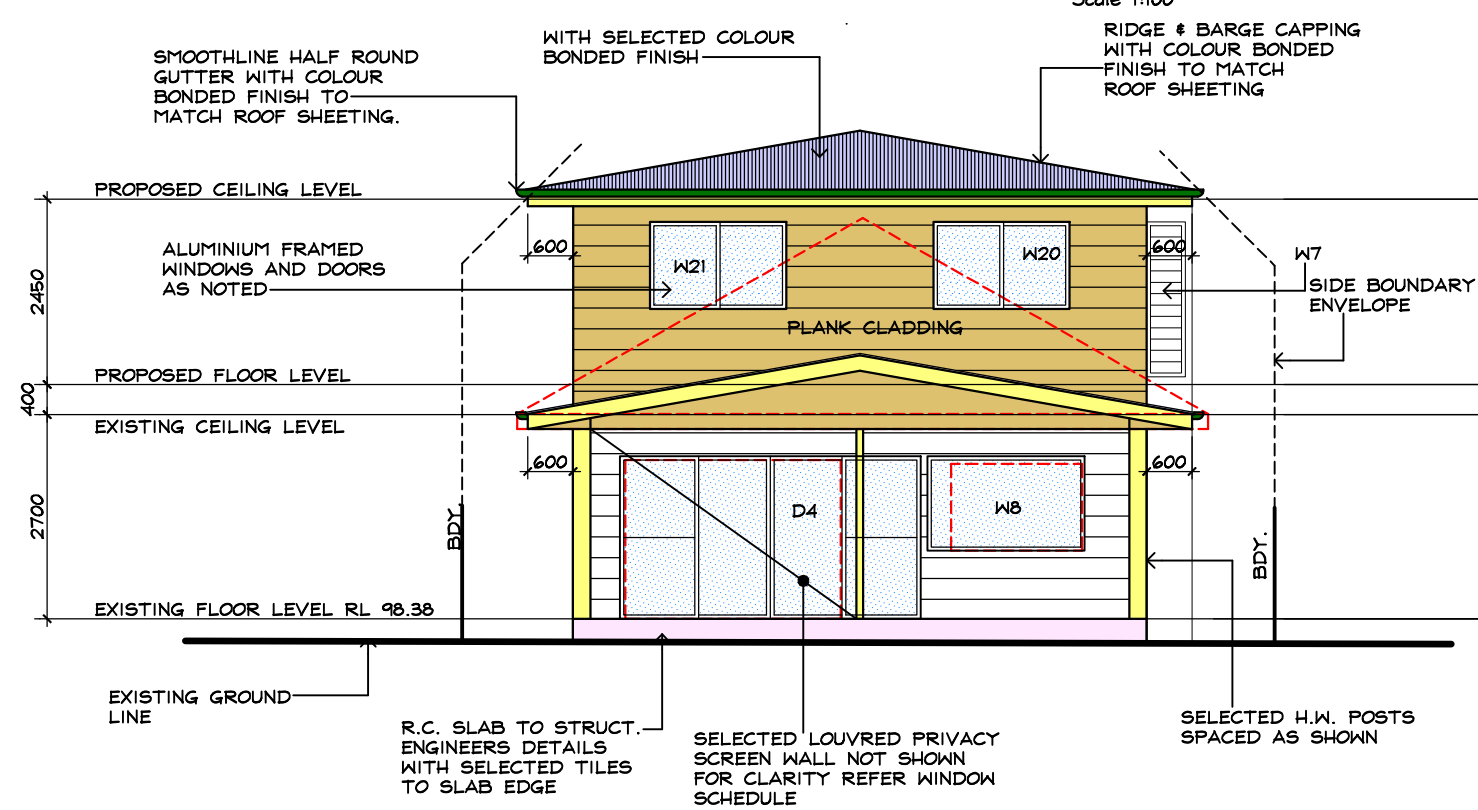 Scale 1:100
SMOOTHLINE HALF ROUND
GUTTER WITH COLOUR
BONDED FINISH TO
MATCH ROOF SHEETING.
WITH SELECTED COLOUR
BONDED FINISH
RIDGE & BARGE CAPPING
WITH COLOUR BONDED
FINISH TO MATCH
ROOF SHEETING
PROPOSED CEILING LEVEL
600
600
ALUMINIUM FRAMED
WINDOWS AND DOORS
AS NOTED
W21
W20
W7
SIDE BOUNDARY
ENVELOPE
2450
PLANK CLADDING
PROPOSED FLOOR LEVEL
400
EXISTING CEILING LEVEL
600
600
2700
BDY.
D4
W8
BDY.
EXISTING FLOOR LEVEL RL 98.38
EXISTING GROUND
LINE
R.C. SLAB TO STRUCT.
ENGINEERS DETAILS
WITH SELECTED TILES
TO SLAB EDGE
SELECTED LOUVRED PRIVACY
SCREEN WALL NOT SHOWN
FOR CLARITY REFER WINDOW
SCHEDULE
SELECTED H.W. POSTS
SPACED AS SHOWN